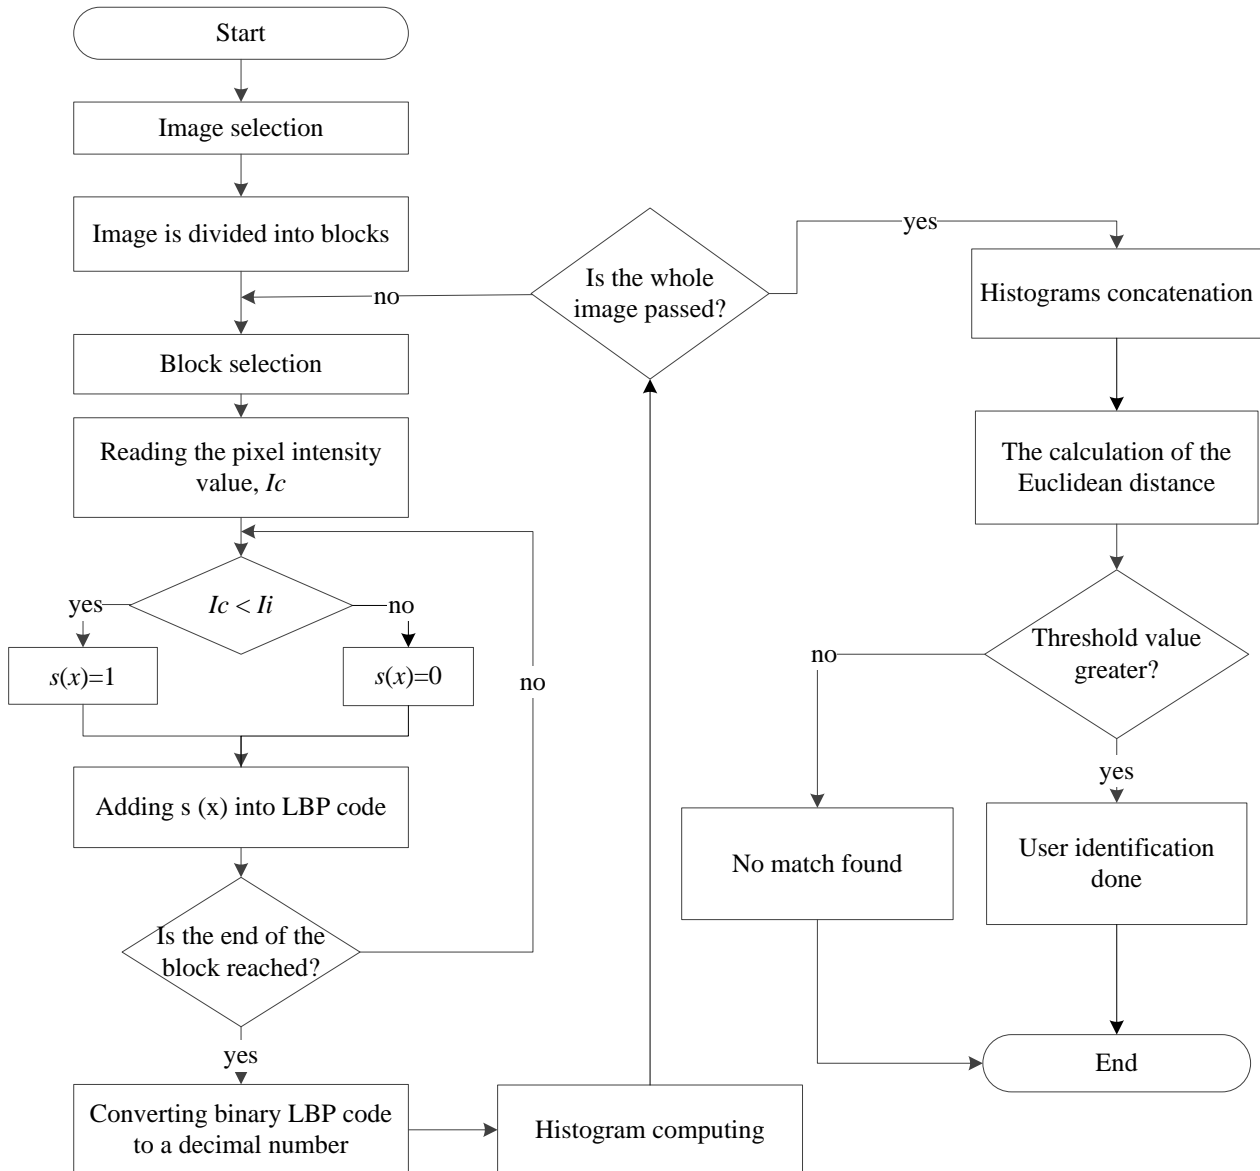 Start
Image selection
Image is divided into blocks
Block selection
Reading the pixel intensity
value, Ic
Ic < Ii
yes
no
s(x)=1
s(x)=0
Adding s (x) into LBP code
Is the end of the
block reached?
no
yes
Converting binary LBP code
to a decimal number
Histogram computing
Is the whole
image passed?
no
yes
Histograms concatenation
The calculation of the
Euclidean distance
Threshold value
greater?
no
yes
No match found
User identification
done
End